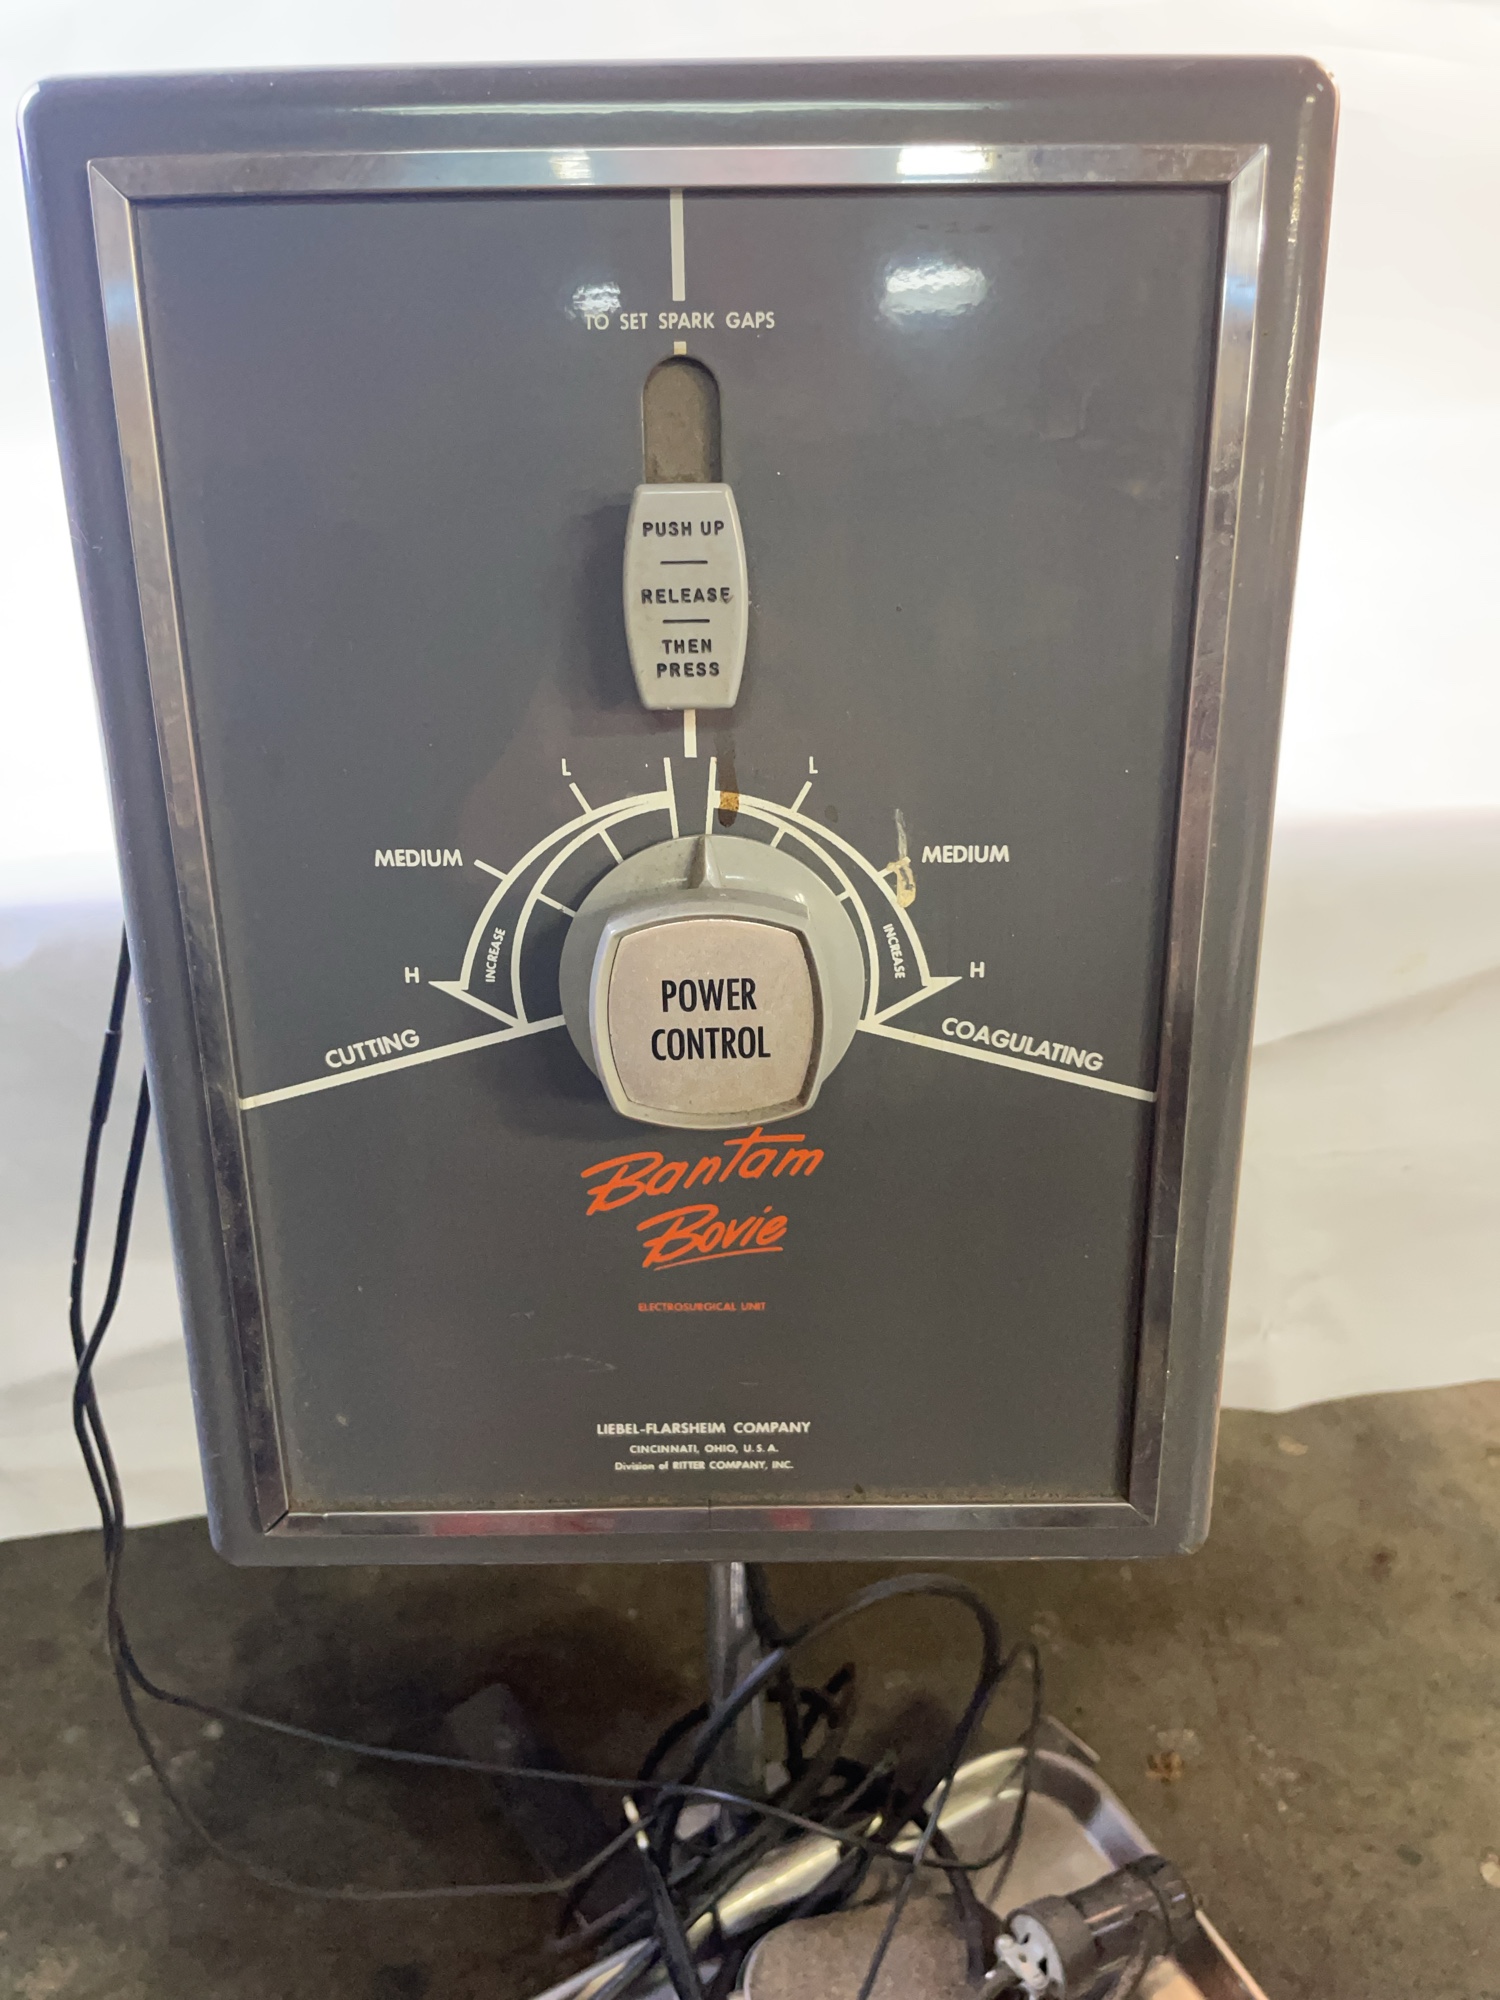 TO SET SPARK GAPS
PUSH UP
RELEASE
THEN
PRESS
L
L
MEDIUM
MEDIUM
INCREASE
INCREASE
H
H
CUTTING
COAGULATING
POWER
CONTROL
Bantam
Bovie
ELECTROSURGICAL UNIT
LIEBEL-FLARSHEIM COMPANY
CINCINNATI, OHIO, U.S.A.
Division of RITTER COMPANY, INC.